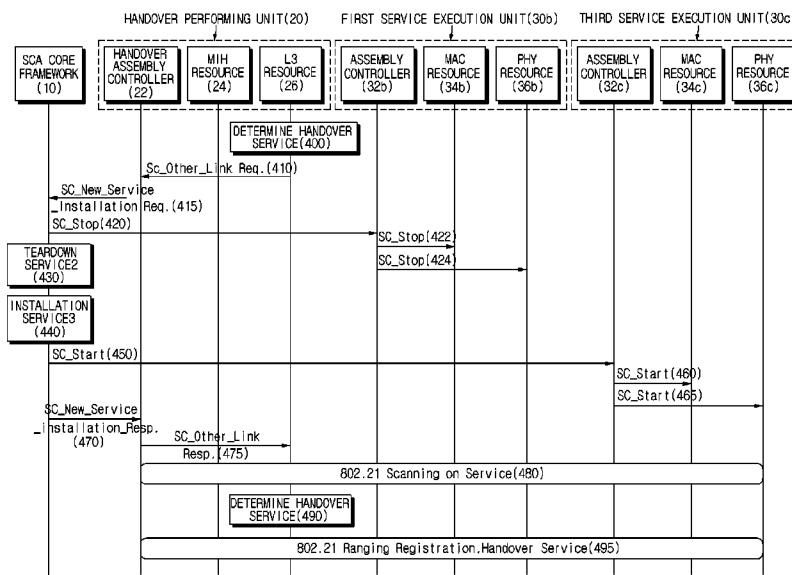 HANDOVER PERFORMING UNIT(20)
FIRST SERVICE EXECUTION UNIT(30b)
THIRD SERVICE EXECUTION UNIT(30c)
SCA CORE
FRAMEWORK
(10)
HANDOVER
ASSEMBLY
CONTROLLER
(22)
MIH
RESOURCE
(24)
L3
RESOURCE
(26)
ASSEMBLY
CONTROLLER
(32b)
MAC
RESOURCE
(34b)
PHY
RESOURCE
(36b)
ASSEMBLY
CONTROLLER
(32c)
MAC
RESOURCE
(34c)
PHY
RESOURCE
(36c)
DETERMINE HANDOVER
SERVICE(400)
Sc_Other_Link Req.(410)
SC_New_Service
_Installation Req.(415)
SC_Stop(420)
SC_Stop(422)
SC_Stop(424)
TEARDOWN
SERVICE2
(430)
INSTALLATION
SERVICE3
(440)
SC_Start(450)
SC_Start(460)
SC_Start(465)
SC_New_Service
_installation_Resp.
(470)
SC_Other_Link
Resp.(475)
802.21 Scanning on Service(480)
DETERMINE HANDOVER
SERVICE(490)
802.21 Ranging Registration,Handover Service(495)